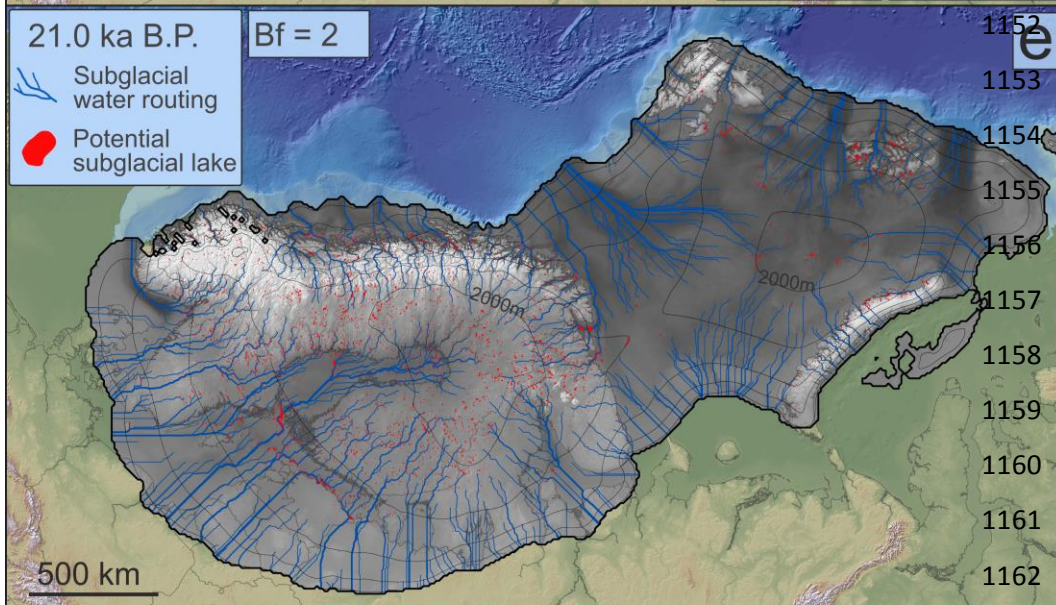 21.0 ka B.P.
Bf = 2
e
Subglacial
water routing
Potential
subglacial lake
2000m
2000m
500 km
1152
1153
1154
1155
1156
1157
1158
1159
1160
1161
1162